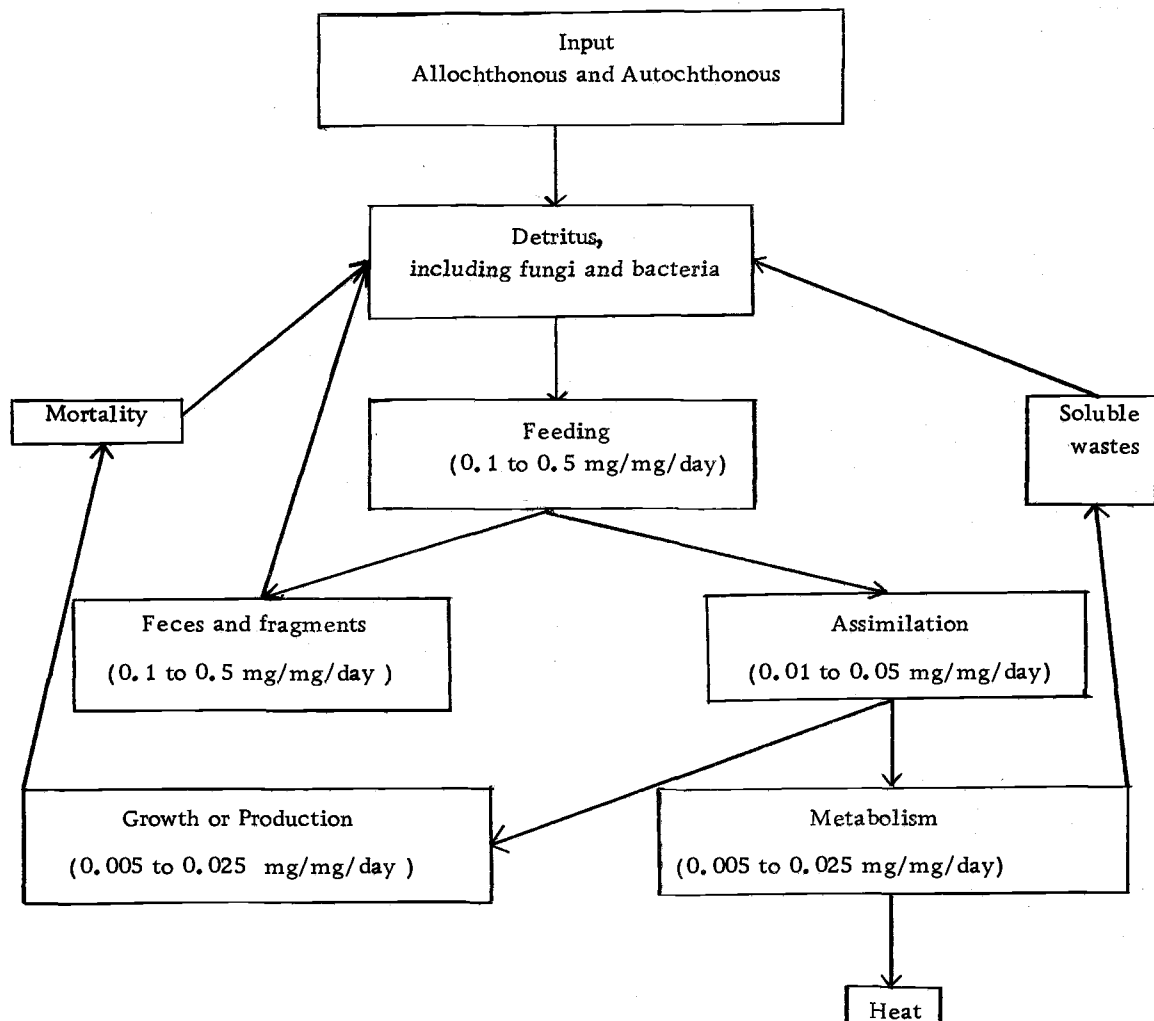 Input
Allochthonous and Autochthonous
Detritus,
including fungi and bacteria
Mortality
Feeding
(0.1 to 0.5 mg/mg/day)
Soluble
wastes
Feces and fragments
(0.1 to 0.5 mg/mg/day )
Assimilation
(0.01 to 0.05 mg/mg/day)
Growth or Production
(0.005 to 0.025 mg/mg/day )
Metabolism
(0.005 to 0.025 mg/mg/day)
Heat